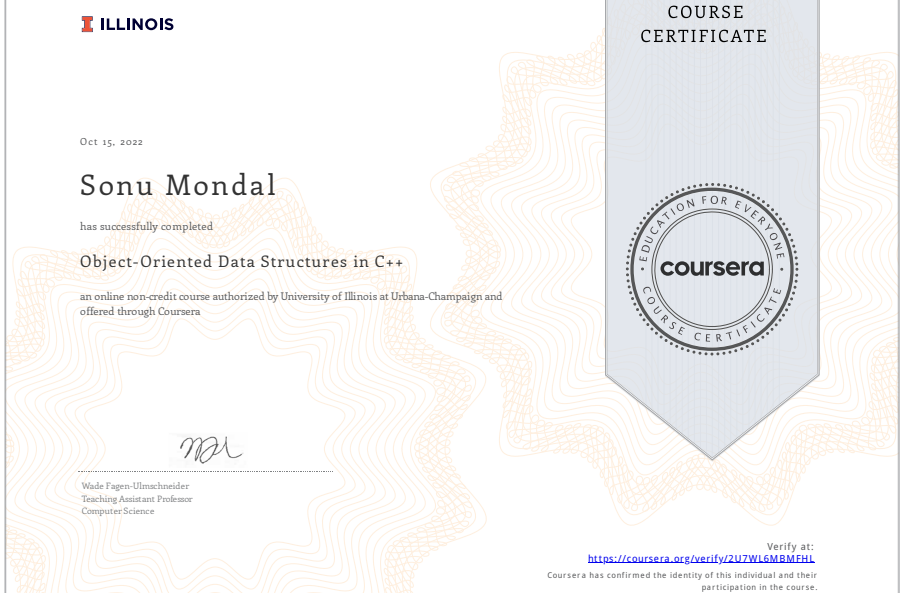 ILLINOIS
COURSE
CERTIFICATE
Oct 15, 2022
Sonu Mondal
has successfully completed
Object-Oriented Data Structures in C++
an online non-credit course authorized by University of Illinois at Urbana-Champaign and
offered through Coursera
EDUCATION FOR EVERYONE
coursera
COURSE CERTIFICATE
Wade Fagen-Ulmschneider
Teaching Assistant Professor
Computer Science
Verify at:
https://coursera.org/verify/2U7WL6MBMFHL
Coursera has confirmed the identity of this individual and their
participation in the course.